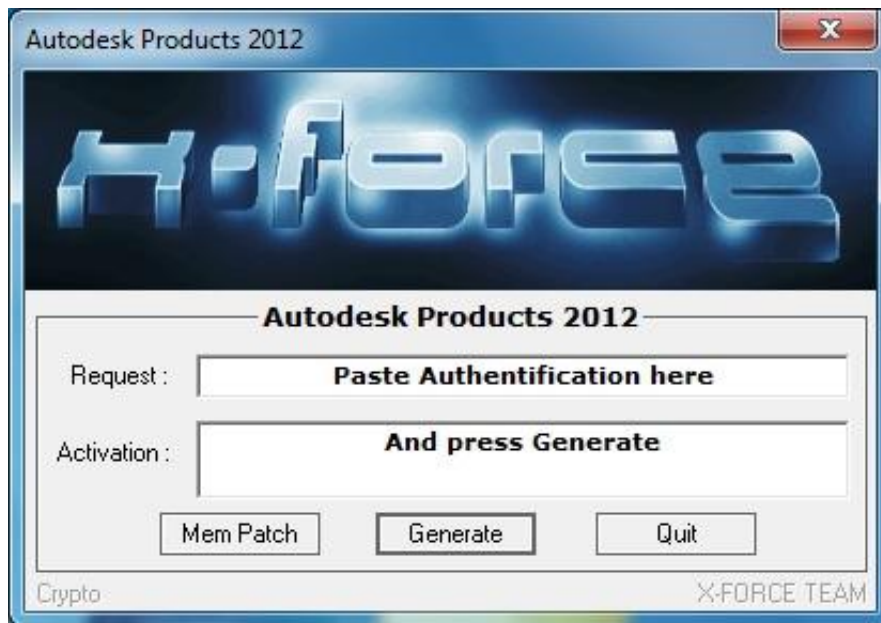 Autodesk Products 2012
X-force
Autodesk Products 2012
Request :
Paste Authentification here
Activation :
And press Generate
Mem Patch
Generate
Quit
Crypto
X-FORCE TEAM